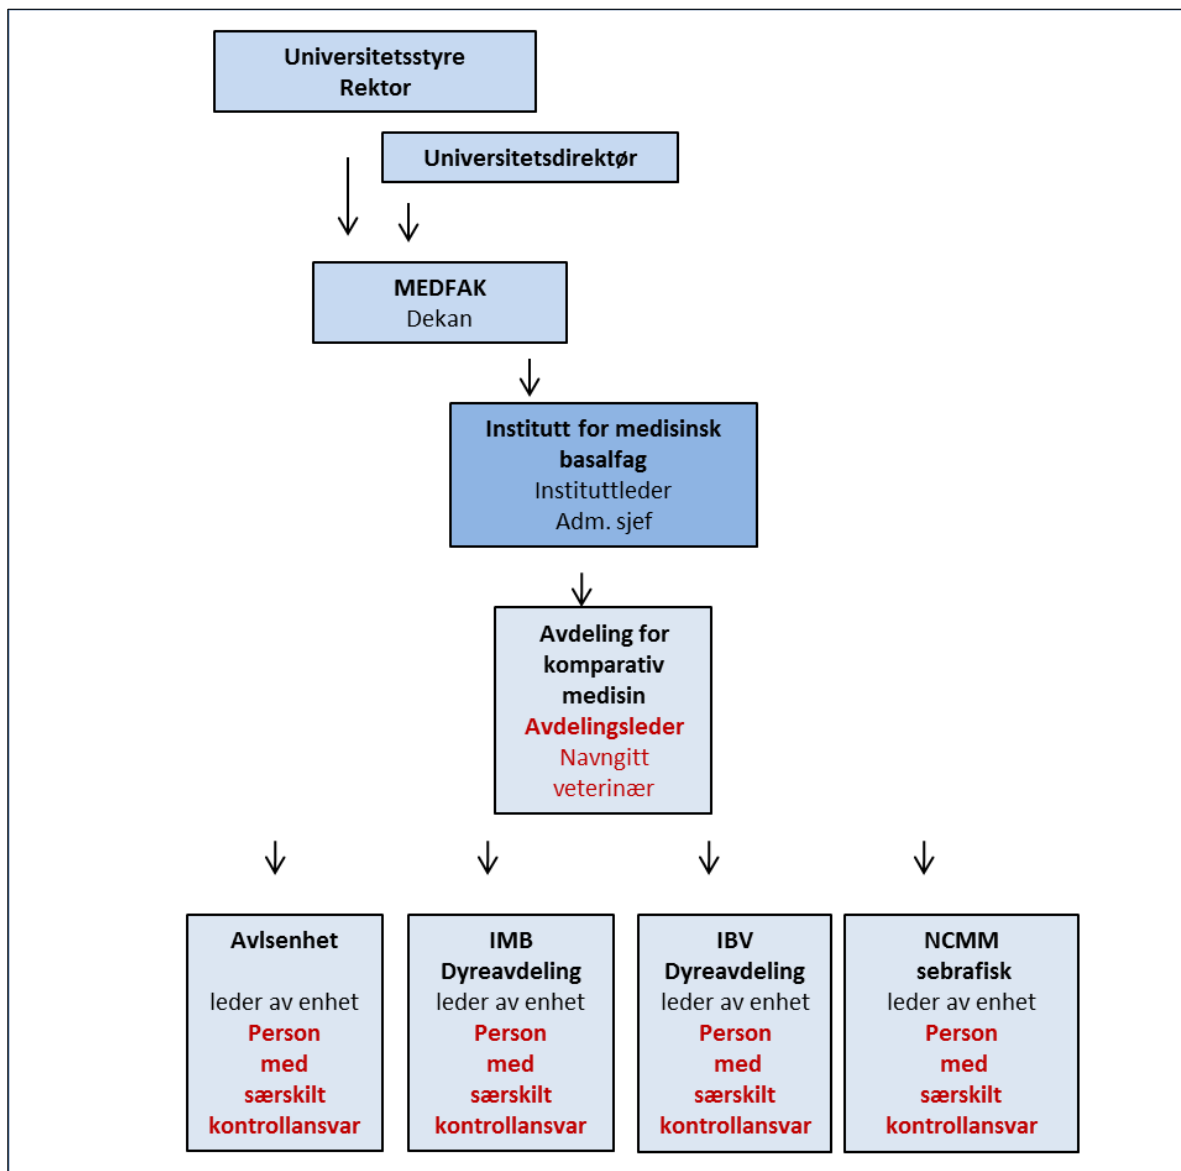 Universitetsstyre
Rektor
Universitetsdirektør
MEDFAK
Dekan
Institutt for medisinsk
basalfag
Instituttleder
Adm. sjef
Avdeling for
komparativ
medisin
Avdelingsleder
Navngitt
veterinær
Avlsenhet
leder av enhet
Person
med
særskilt
kontrollansvar
IMB
Dyreavdeling
leder av enhet
Person
med
særskilt
kontrollansvar
IBV
Dyreavdeling
leder av enhet
Person
med
særskilt
kontrollansvar
NCMM
sebrafisk
leder av enhet
Person
med
særskilt
kontrollansvar